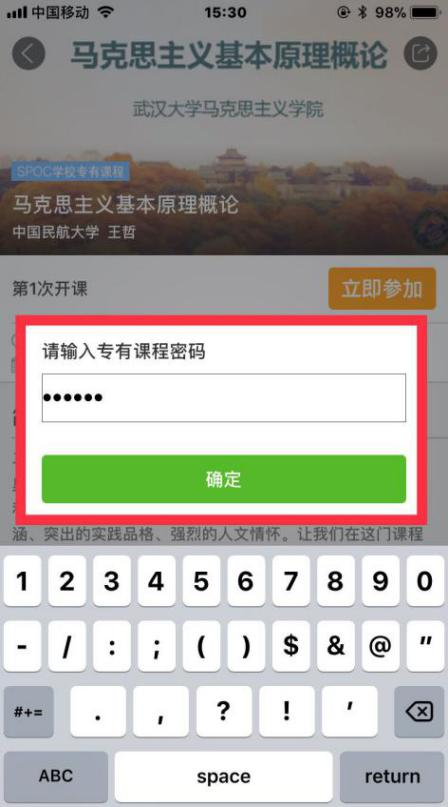 中国移动 15:30 98%
马克思主义基本原理概论
武汉大学马克思主义学院
SPOC学校专有课程
马克思主义基本原理概论
中国民航大学 王哲
第1次开课 立即参加
请输入专有课程密码
••••••
确定
涵、突出的实践品格、强烈的人文情怀。让我们在这门课程
1 2 3 4 5 6 7 8 9 0
- / : ; ( ) $ & @ "
#+= . , ? ! '
ABC space return